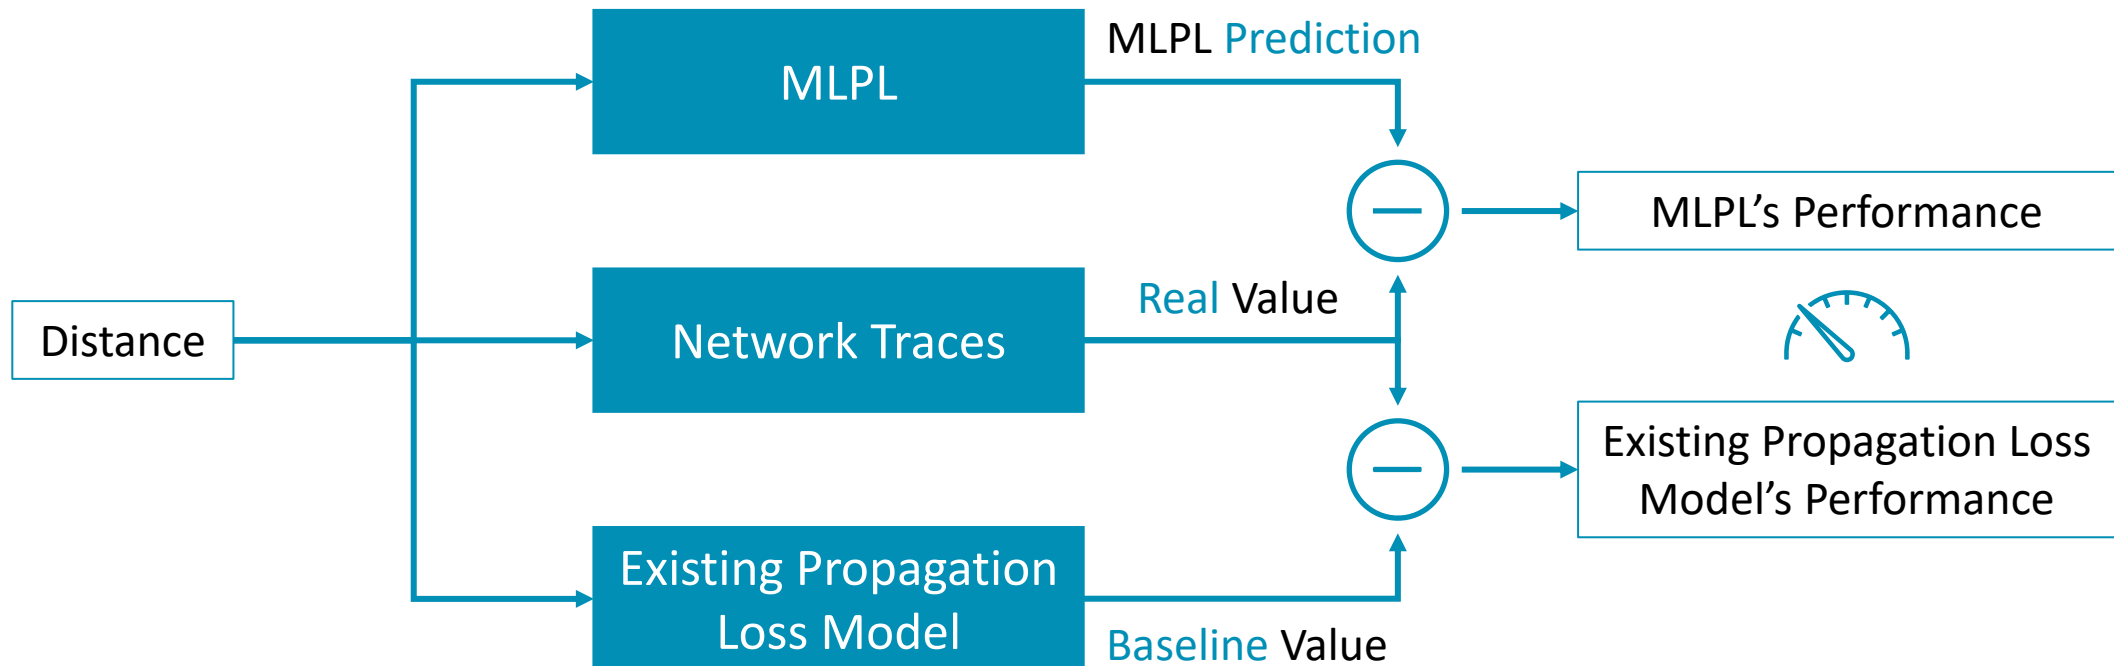 MLPL Prediction
MLPL
MLPL’s Performance
Real Value
Distance
Network Traces
Existing Propagation Loss
Model’s Performance
Existing Propagation
Loss Model
Baseline Value